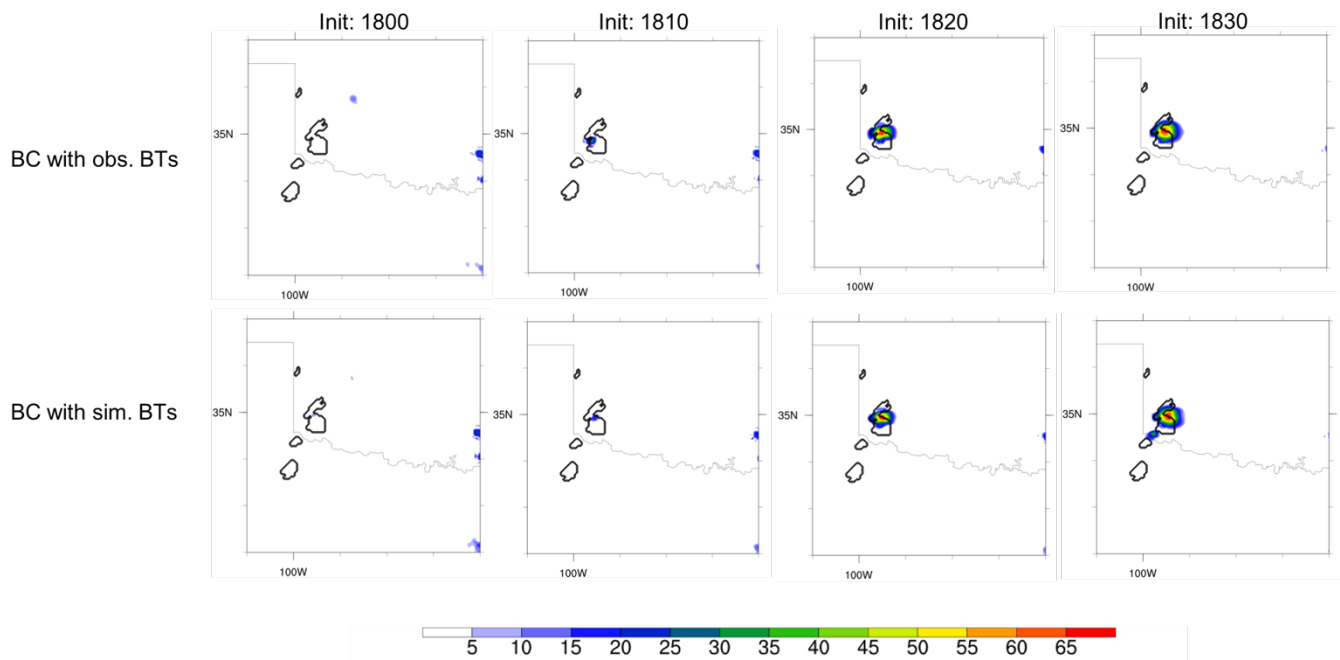 Init: 1800 Init: 1810 Init: 1820 Init: 1830
BC with obs. BTs
35N 35N 35N 35N
100W 100W 100W 100W
BC with sim. BTs
35N 35N 35N 35N
100W 100W 100W 100W
5 10 15 20 25 30 35 40 45 50 55 60 65